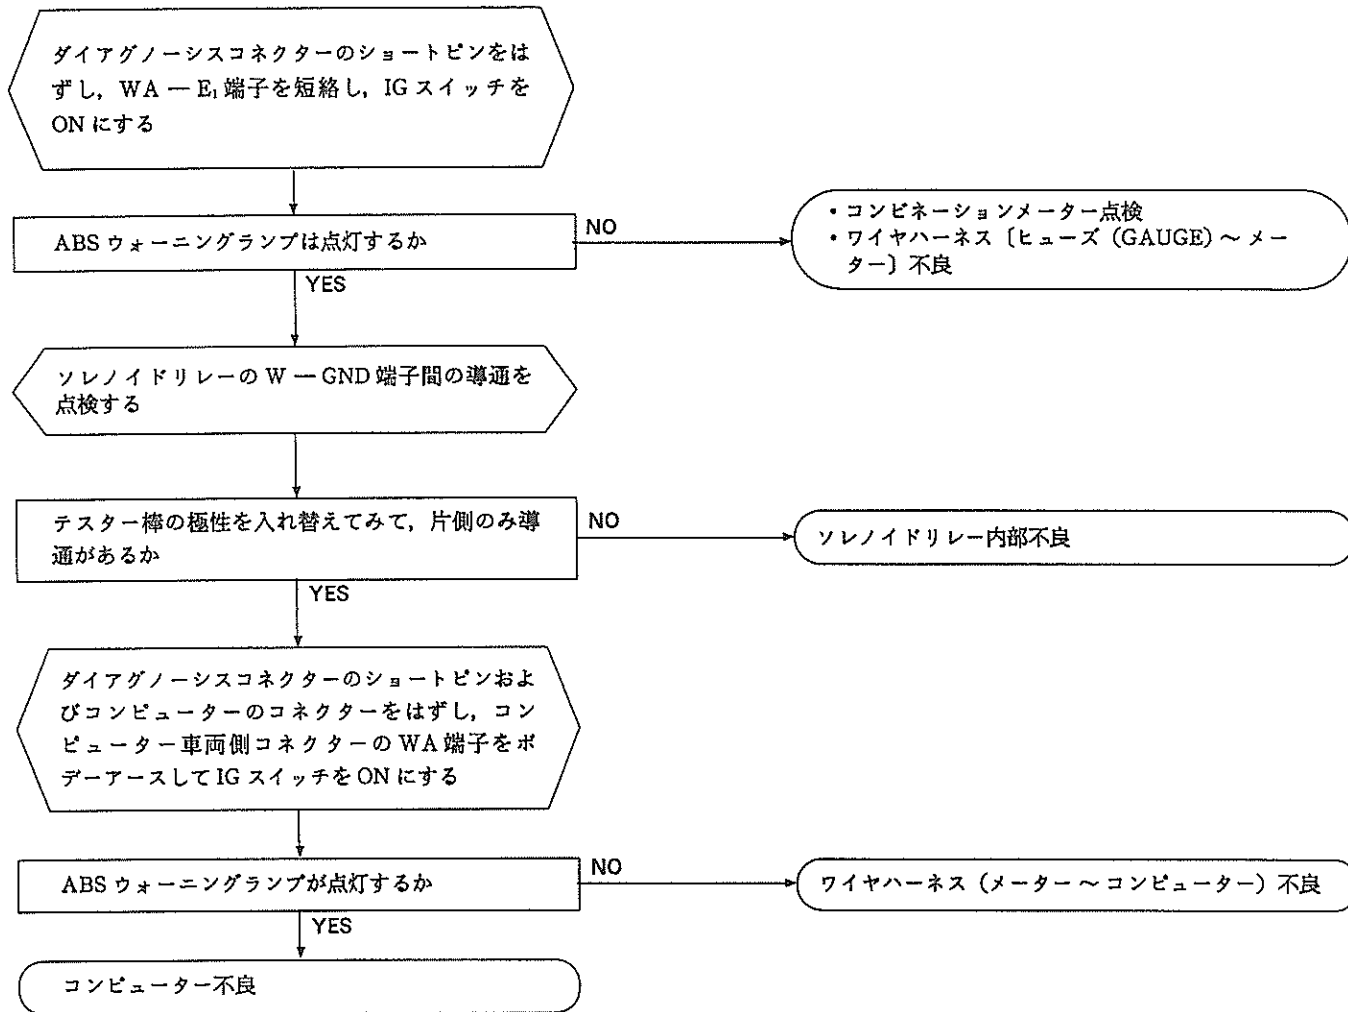 ダイアグノーシスコネクターのショートピンをは
ずし，WA — E₁ 端子を短絡し，IG スイッチを
ON にする
ABS ウォーニングランプは点灯するか
NO
・コンビネーションメーター点検
・ワイヤハーネス〔ヒューズ（GAUGE）～ メー
ター〕不良
YES
ソレノイドリレーの W — GND 端子間の導通を
点検する
テスター棒の極性を入れ替えてみて，片側のみ導
通があるか
NO
ソレノイドリレー内部不良
YES
ダイアグノーシスコネクターのショートピンおよ
びコンピューターのコネクターをはずし，コン
ピューター車両側コネクターの WA 端子をボ
デーアースして IG スイッチを ON にする
ABS ウォーニングランプが点灯するか
NO
ワイヤハーネス（メーター ～ コンピューター）不良
YES
コンピューター不良